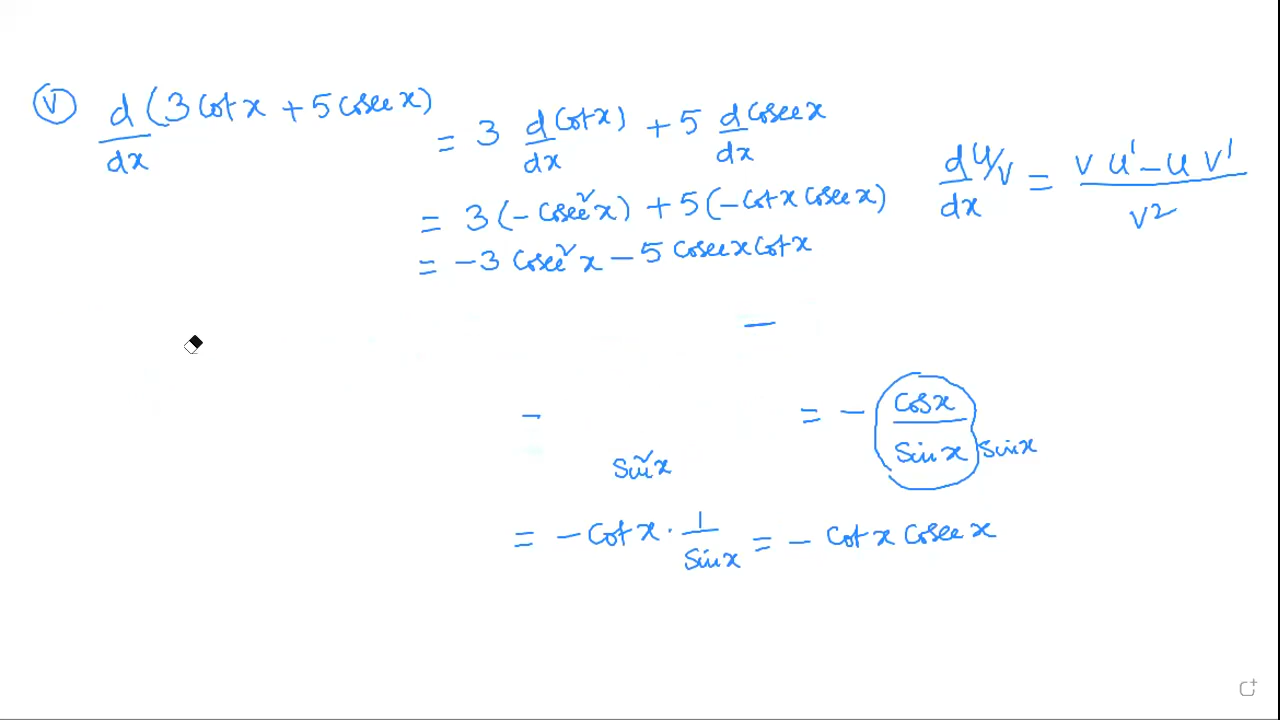 (v) d/dx (3 cot x + 5 cosec x) = 3 d/dx cot x) + 5 d/dx cosec x
= 3 (- cosec²x) + 5 (- cot x cosec x)
= -3 cosec²x - 5 cosec x cot x
d/dx u/v = (v u' - u v') / v²
-
- sin²x = - cos x / sin x sin x
= - cot x · 1/sin x = - cot x cosec x